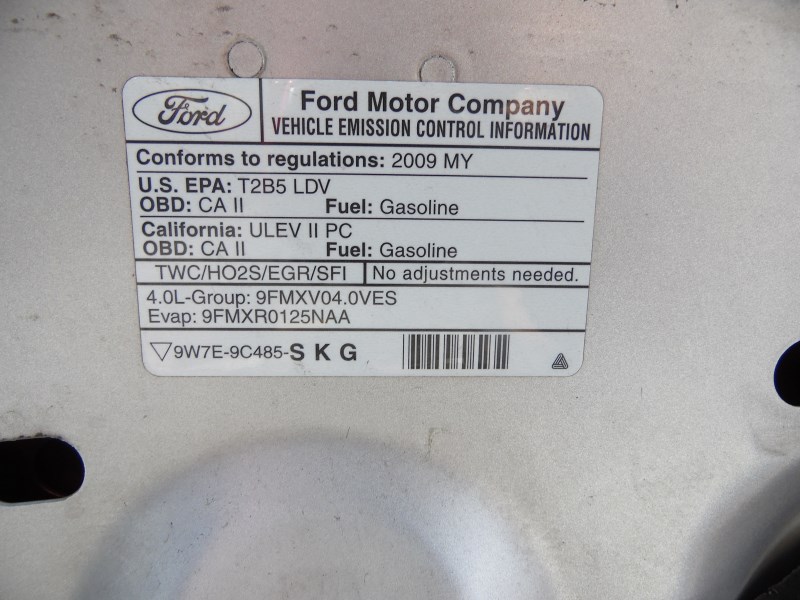 Ford
Ford Motor Company
VEHICLE EMISSION CONTROL INFORMATION
Conforms to regulations: 2009 MY
U.S. EPA: T2B5 LDV
OBD: CA II Fuel: Gasoline
California: ULEV II PC
OBD: CA II Fuel: Gasoline
TWC/HO2S/EGR/SFI No adjustments needed.
4.0L-Group: 9FMXV04.0VES
Evap: 9FMXR0125NAA
9W7E-9C485-S K G